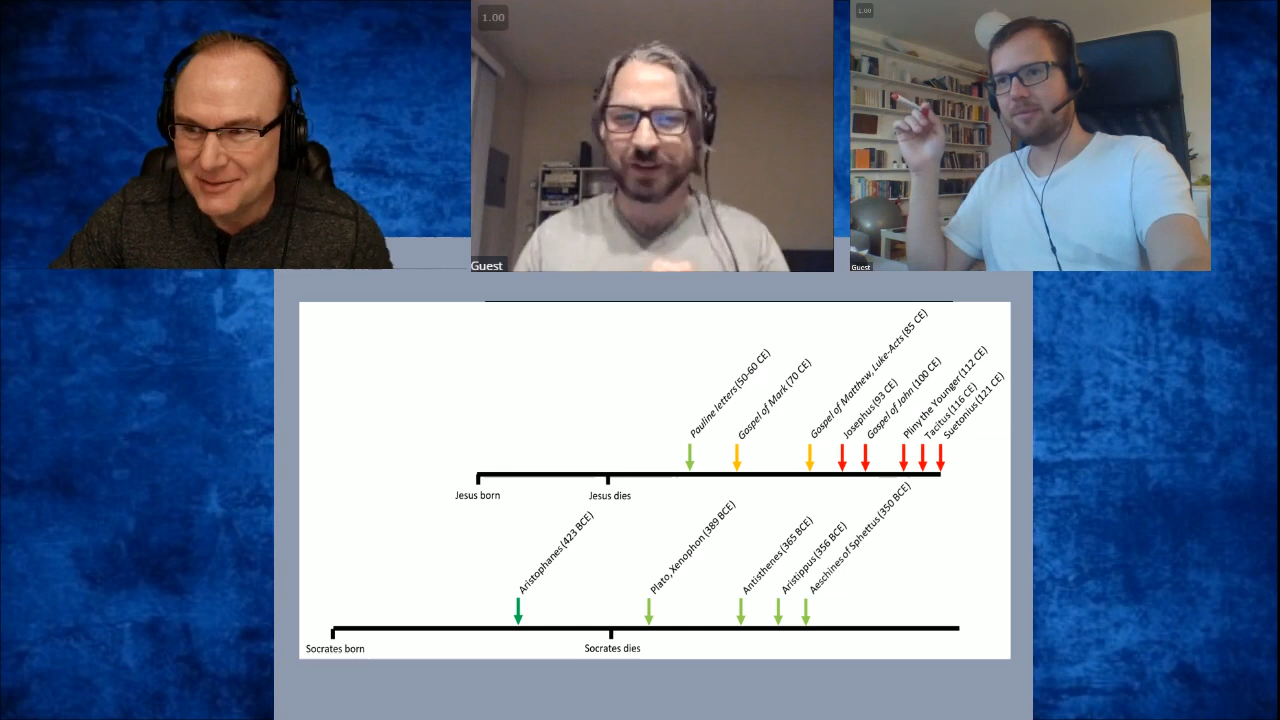 1.00
1.00
Guest
Guest
Pauline letters (50-60 CE)
Gospel of Mark (70 CE)
Gospel of Matthew, Luke-Acts (85 CE)
Josephus (93 CE)
Gospel of John (100 CE)
Pliny the Younger (112 CE)
Tacitus (116 CE)
Suetonius (121 CE)
Jesus born
Jesus dies
Aristophanes (423 BCE)
Plato, Xenophon (389 BCE)
Antisthenes (365 BCE)
Aristippus (356 BCE)
Aeschines of Sphettus (350 BCE)
Socrates born
Socrates dies